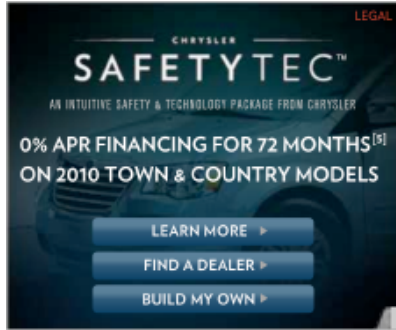 LEGAL
CHRYSLER
SAFETYTEC™
AN INTUITIVE SAFETY & TECHNOLOGY PACKAGE FROM CHRYSLER
0% APR FINANCING FOR 72 MONTHS[5]
ON 2010 TOWN & COUNTRY MODELS
LEARN MORE
FIND A DEALER
BUILD MY OWN